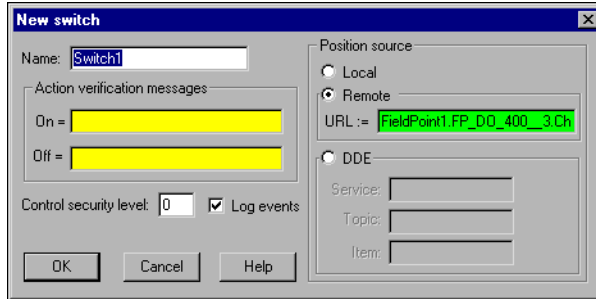 New switch
Name: Switch1
Action verification messages
On =
Off =
Control security level: 0 Log events
OK Cancel Help
Position source
Local
Remote
URL := FieldPoint1.FP_DO_400__3.Ch
DDE
Service:
Topic:
Item: